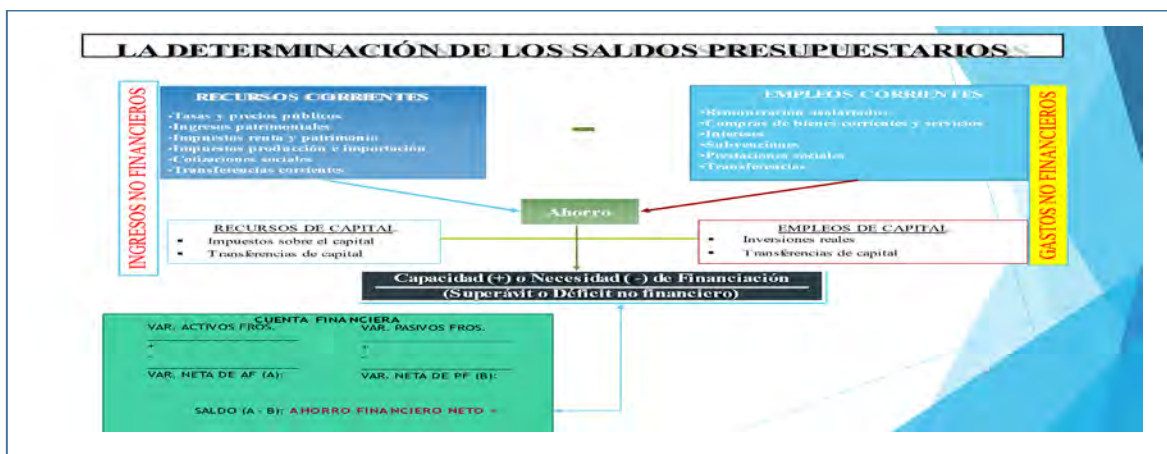 LA DETERMINACIÓN DE LOS SALDOS PRESUPUESTARIOS
INGRESOS NO FINANCIEROS
RECURSOS CORRIENTES
•Tasas y precios públicos
•Ingresos patrimoniales
•Impuestos renta y patrimonio
•Impuestos producción e importación
•Cotizaciones sociales
•Transferencias corrientes
-
EMPLEOS CORRIENTES
•Remuneración asalariados
•Compras de bienes corrientes y servicios
•Intereses
•Subvenciones
•Prestaciones sociales
•Transferencias
GASTOS NO FINANCIEROS
Ahorro
RECURSOS DE CAPITAL
▪ Impuestos sobre el capital
▪ Transferencias de capital
EMPLEOS DE CAPITAL
▪ Inversiones reales
▪ Transferencias de capital
Capacidad (+) o Necesidad (-) de Financiación
(Superávit o Déficit no financiero)
CUENTA FINANCIERA
VAR. ACTIVOS FROS. VAR. PASIVOS FROS.
+ +
- -
VAR. NETA DE AF (A): VAR. NETA DE PF (B):
SALDO (A - B): AHORRO FINANCIERO NETO =